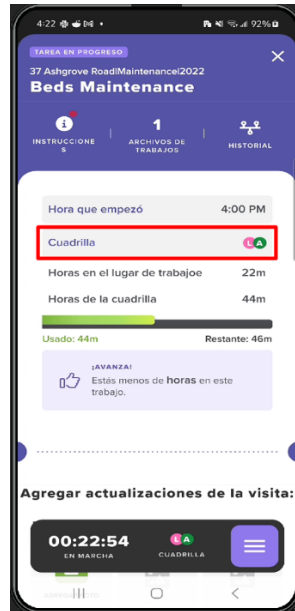 4:22
92%
TAREA EN PROGRESO
37 Ashgrove Road|Maintenance|2022
Beds Maintenance
INSTRUCCIONE
S
1
ARCHIVOS DE
TRABAJOS
HISTORIAL
Hora que empezó 4:00 PM
Cuadrilla L A
Horas en el lugar de trabajoe 22m
Horas de la cuadrilla 44m
Usado: 44m Restante: 46m
¡AVANZA!
Estás menos de horas en este
trabajo.
Agregar actualizaciones de la visita:
00:22:54
EN MARCHA
L A
CUADRILLA